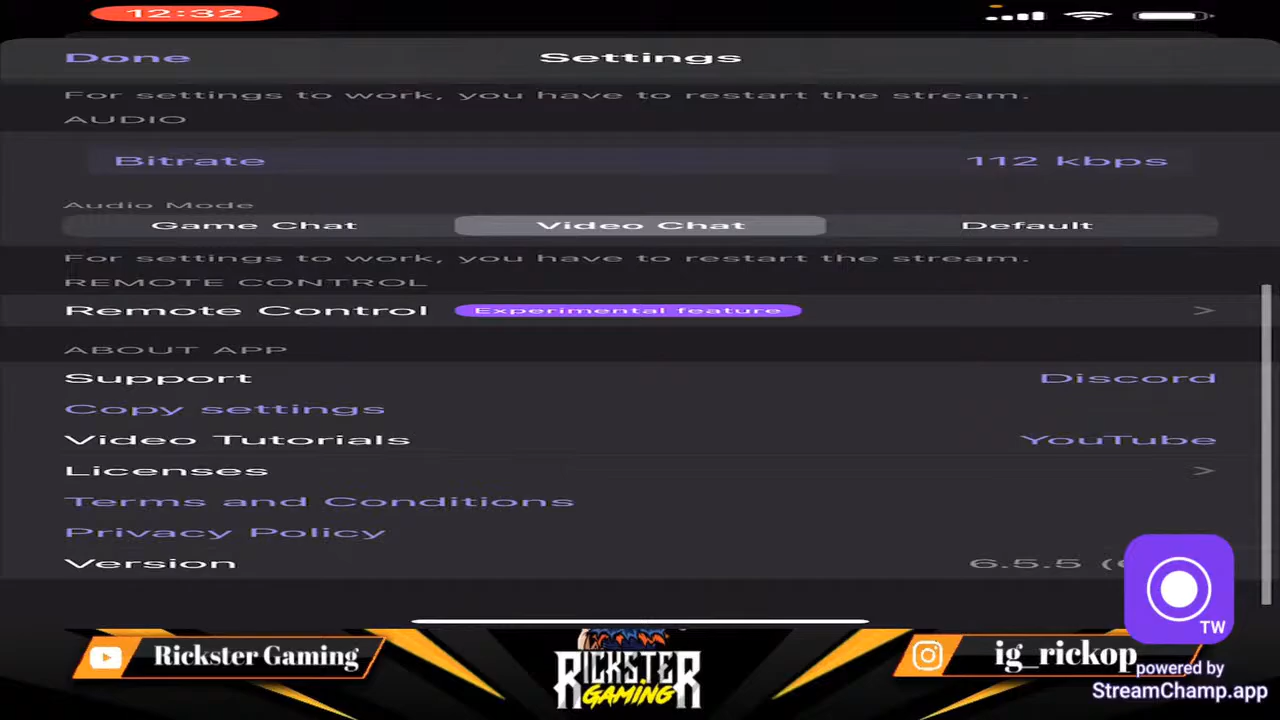 12:32
Done
Settings
For settings to work, you have to restart the stream.
AUDIO
Bitrate
112 kbps
Audio Mode
Game Chat
Video Chat
Default
For settings to work, you have to restart the stream.
REMOTE CONTROL
Remote Control
Experimental feature
ABOUT APP
Support
Discord
Copy settings
Video Tutorials
YouTube
Licenses
Terms and Conditions
Privacy Policy
Version
6.5.5 (
TW
Rickster Gaming
RICKSTER
GAMING
ig_rickop
powered by
StreamChamp.app